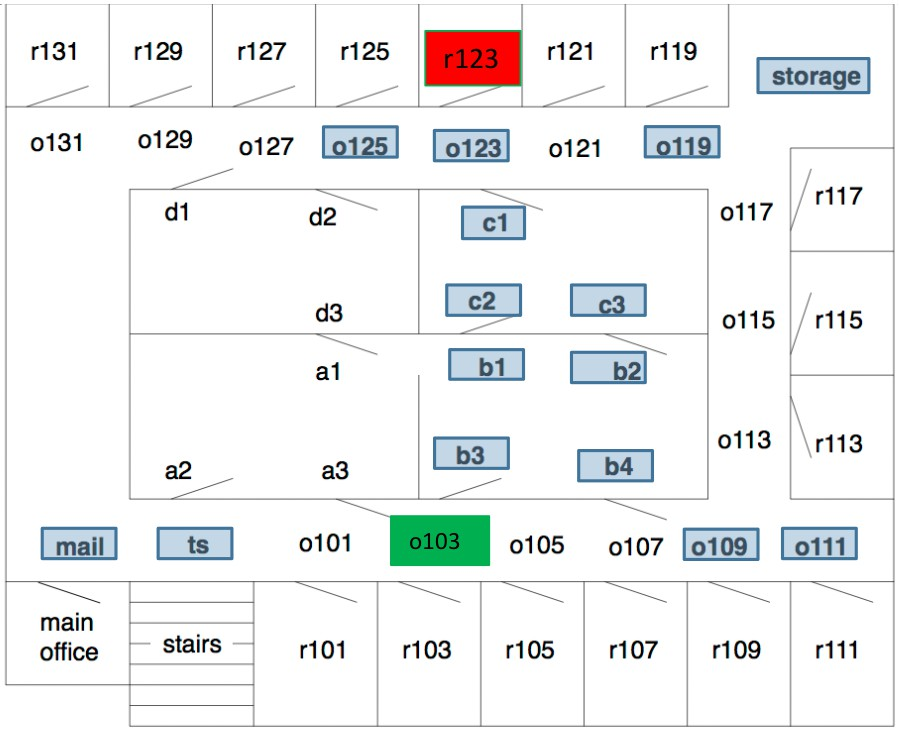 r131 r129 r127 r125 r123 r121 r119
storage
o131 o129 o127 o125 o123 o121 o119
r117
d1 d2 c1 o117
c2 c3
d3 o115 r115
a1 b1 b2
o113 r113
a2 a3 b3 b4
mail ts o101 o103 o105 o107 o109 o111
main
office
stairs r101 r103 r105 r107 r109 r111